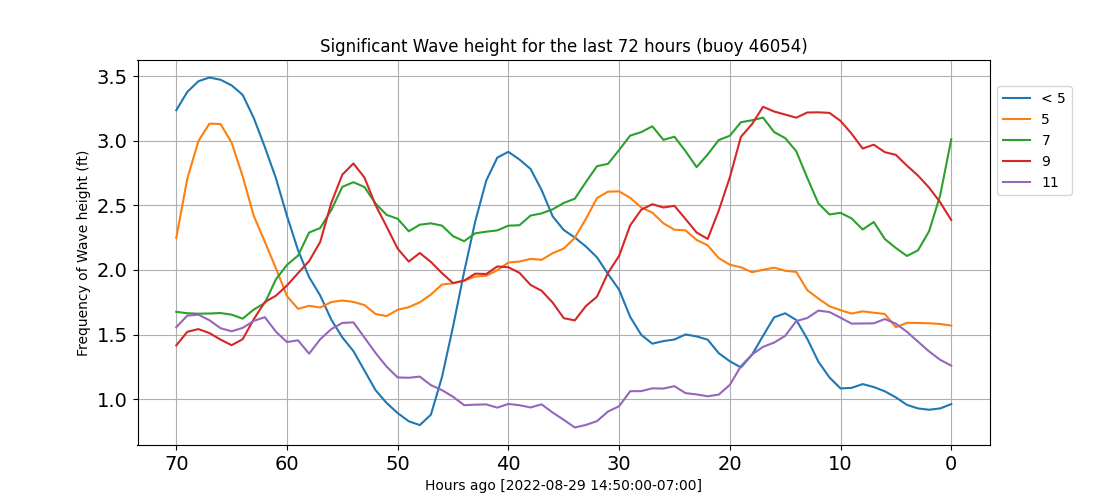 Significant Wave height for the last 72 hours (buoy 46054)
Frequency of Wave height (ft)
3.5
3.0
2.5
2.0
1.5
1.0
70 60 50 40 30 20 10 0
Hours ago [2022-08-29 14:50:00-07:00]
< 5
5
7
9
11